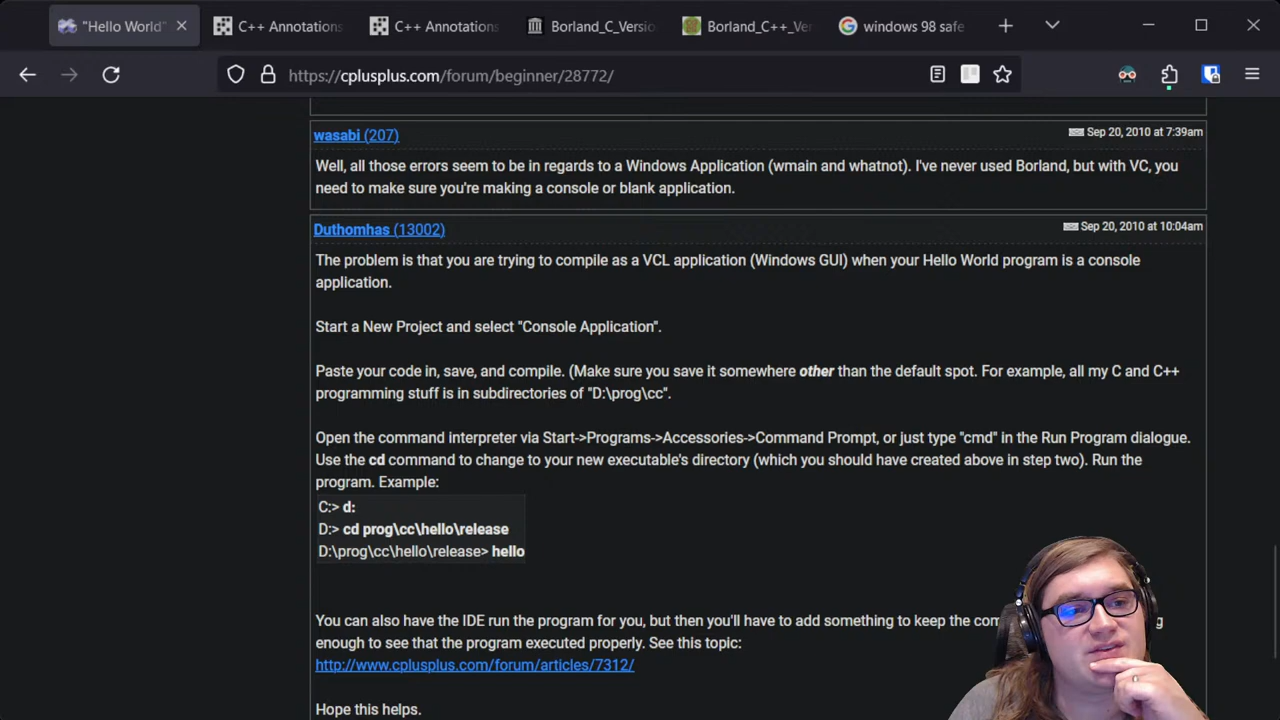 "Hello World"
C++ Annotations
C++ Annotations
Borland_C_Versio
Borland_C++_Ve
windows 98 safe
https://cplusplus.com/forum/beginner/28772/
wasabi (207)
Sep 20, 2010 at 7:39am
Well, all those errors seem to be in regards to a Windows Application (wmain and whatnot). I've never used Borland, but with VC, you
need to make sure you're making a console or blank application.
Duthomhas (13002)
Sep 20, 2010 at 10:04am
The problem is that you are trying to compile as a VCL application (Windows GUI) when your Hello World program is a console
application.
Start a New Project and select "Console Application".
Paste your code in, save, and compile. (Make sure you save it somewhere other than the default spot. For example, all my C and C++
programming stuff is in subdirectories of "D:\prog\cc".
Open the command interpreter via Start->Programs->Accessories->Command Prompt, or just type "cmd" in the Run Program dialogue.
Use the cd command to change to your new executable's directory (which you should have created above in step two). Run the
program. Example:
C:> d:
D:> cd prog\cc\hello\release
D:\prog\cc\hello\release> hello
You can also have the IDE run the program for you, but then you'll have to add something to keep the
enough to see that the program executed properly. See this topic:
http://www.cplusplus.com/forum/articles/7312/
Hope this helps.